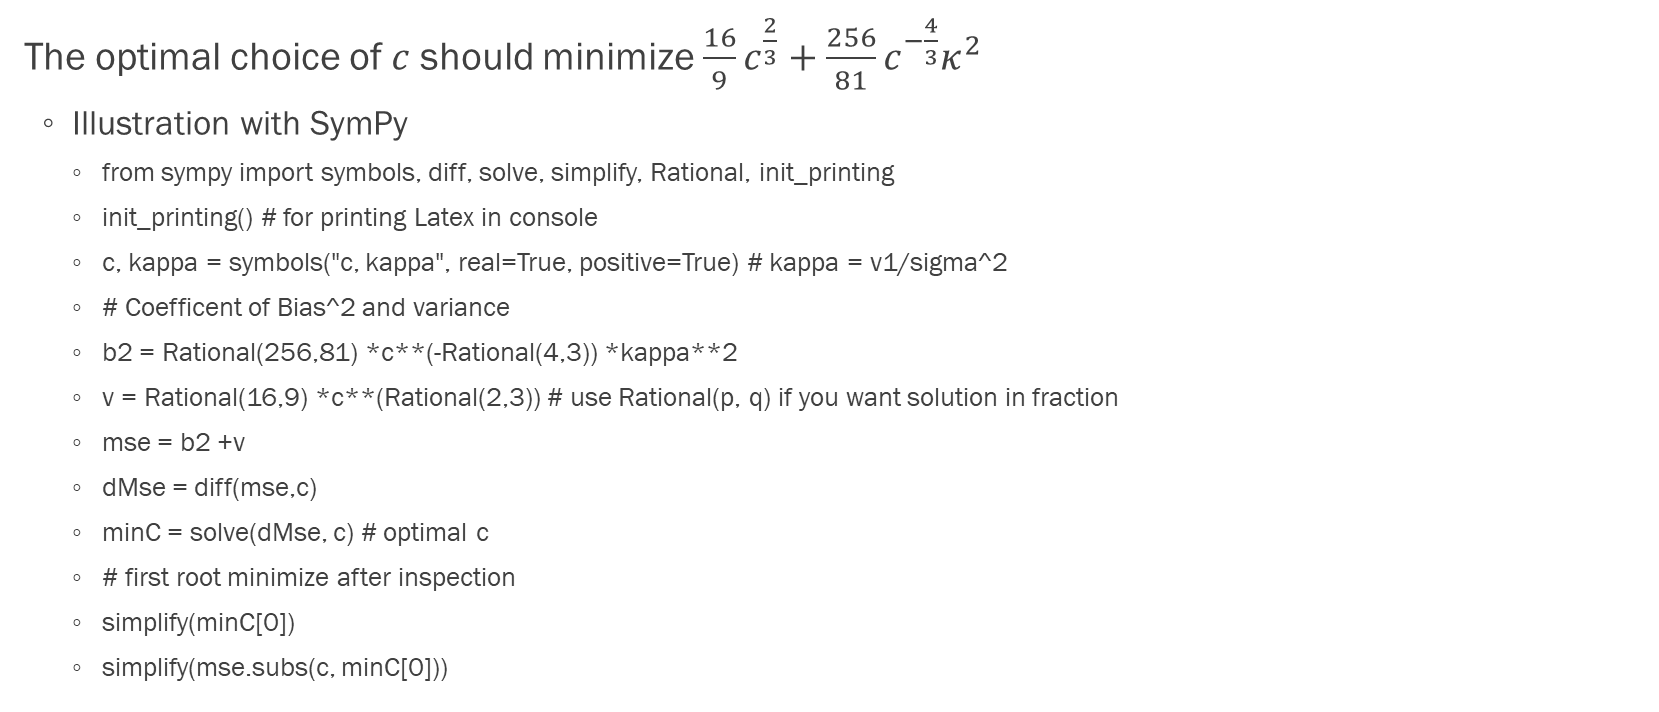 The optimal choice of c should minimize 16/9 c^(2/3) + 256/81 c^(−4/3) κ^2
◦ Illustration with SymPy
◦ from sympy import symbols, diff, solve, simplify, Rational, init_printing
◦ init_printing() # for printing Latex in console
◦ c, kappa = symbols("c, kappa", real=True, positive=True) # kappa = v1/sigma^2
◦ # Coefficent of Bias^2 and variance
◦ b2 = Rational(256,81) *c**(-Rational(4,3)) *kappa**2
◦ v = Rational(16,9) *c**(Rational(2,3)) # use Rational(p, q) if you want solution in fraction
◦ mse = b2 +v
◦ dMse = diff(mse,c)
◦ minC = solve(dMse, c) # optimal c
◦ # first root minimize after inspection
◦ simplify(minC[0])
◦ simplify(mse.subs(c, minC[0]))